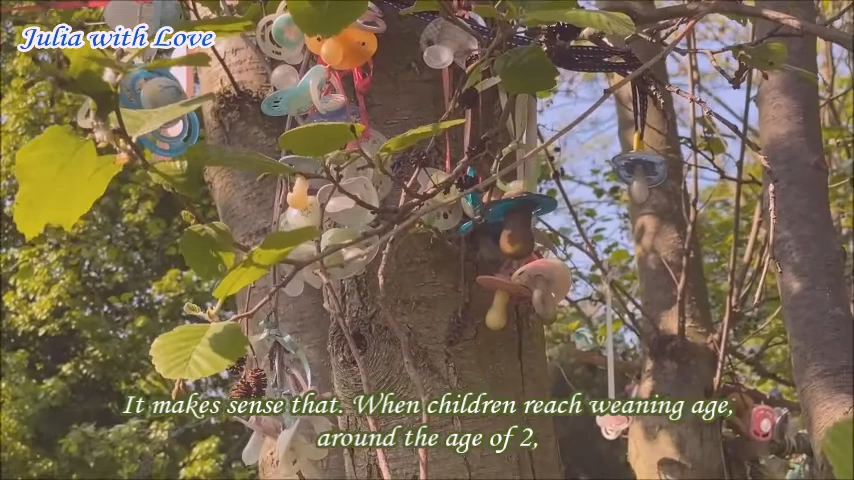 Julia with Love
It makes sense that. When children reach weaning age,
around the age of 2,